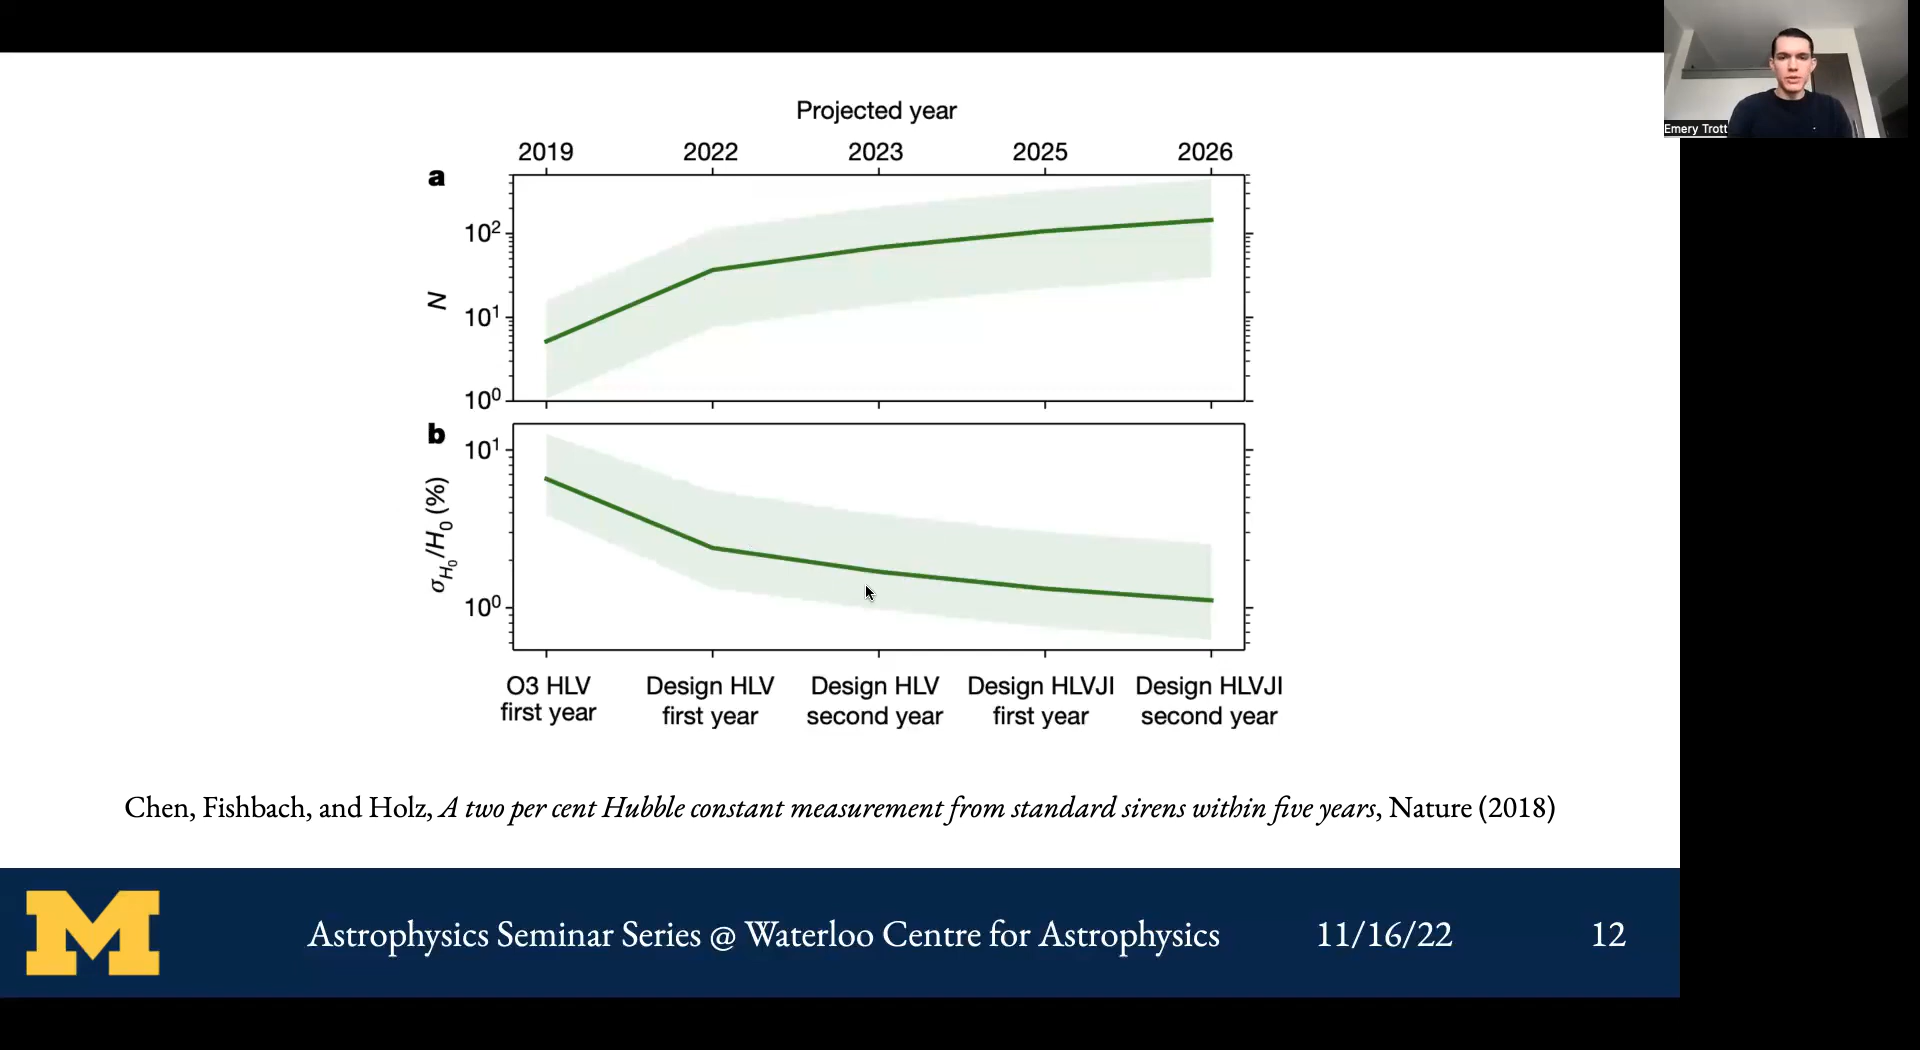 Emery Trott
Projected year
2019 2022 2023 2025 2026
a
10²
N
10¹
10⁰
b
10¹
σ_H₀/H₀ (%)
10⁰
O3 HLV first year
Design HLV first year
Design HLV second year
Design HLVJI first year
Design HLVJI second year
Chen, Fishbach, and Holz, A two per cent Hubble constant measurement from standard sirens within five years, Nature (2018)
M
Astrophysics Seminar Series @ Waterloo Centre for Astrophysics 11/16/22 12